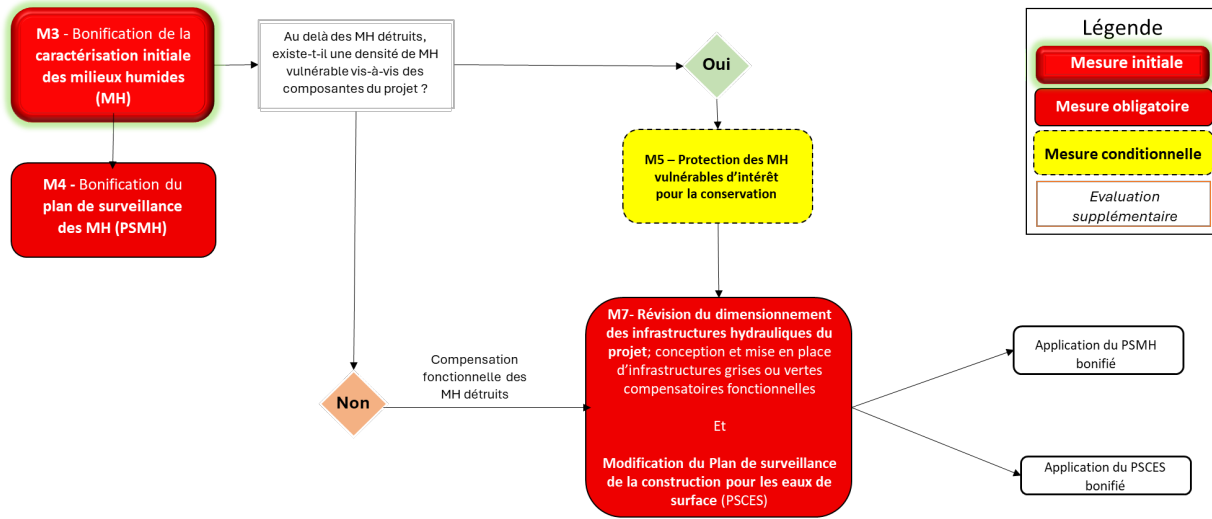 M3 - Bonification de la
caractérisation initiale
des milieux humides
(MH)
Au delà des MH détruits,
existe-t-il une densité de MH
vulnérable vis-à-vis des
composantes du projet ?
Oui
Légende
Mesure initiale
Mesure obligatoire
Mesure conditionnelle
Evaluation
supplémentaire
M4 - Bonification du
plan de surveillance
des MH (PSMH)
M5 – Protection des MH
vulnérables d’intérêt
pour la conservation
Non
Compensation
fonctionnelle des
MH détruits
M7- Révision du dimensionnement
des infrastructures hydrauliques du
projet; conception et mise en place
d’infrastructures grises ou vertes
compensatoires fonctionnelles
Et
Modification du Plan de surveillance
de la construction pour les eaux de
surface (PSCES)
Application du PSMH
bonifié
Application du PSCES
bonifié